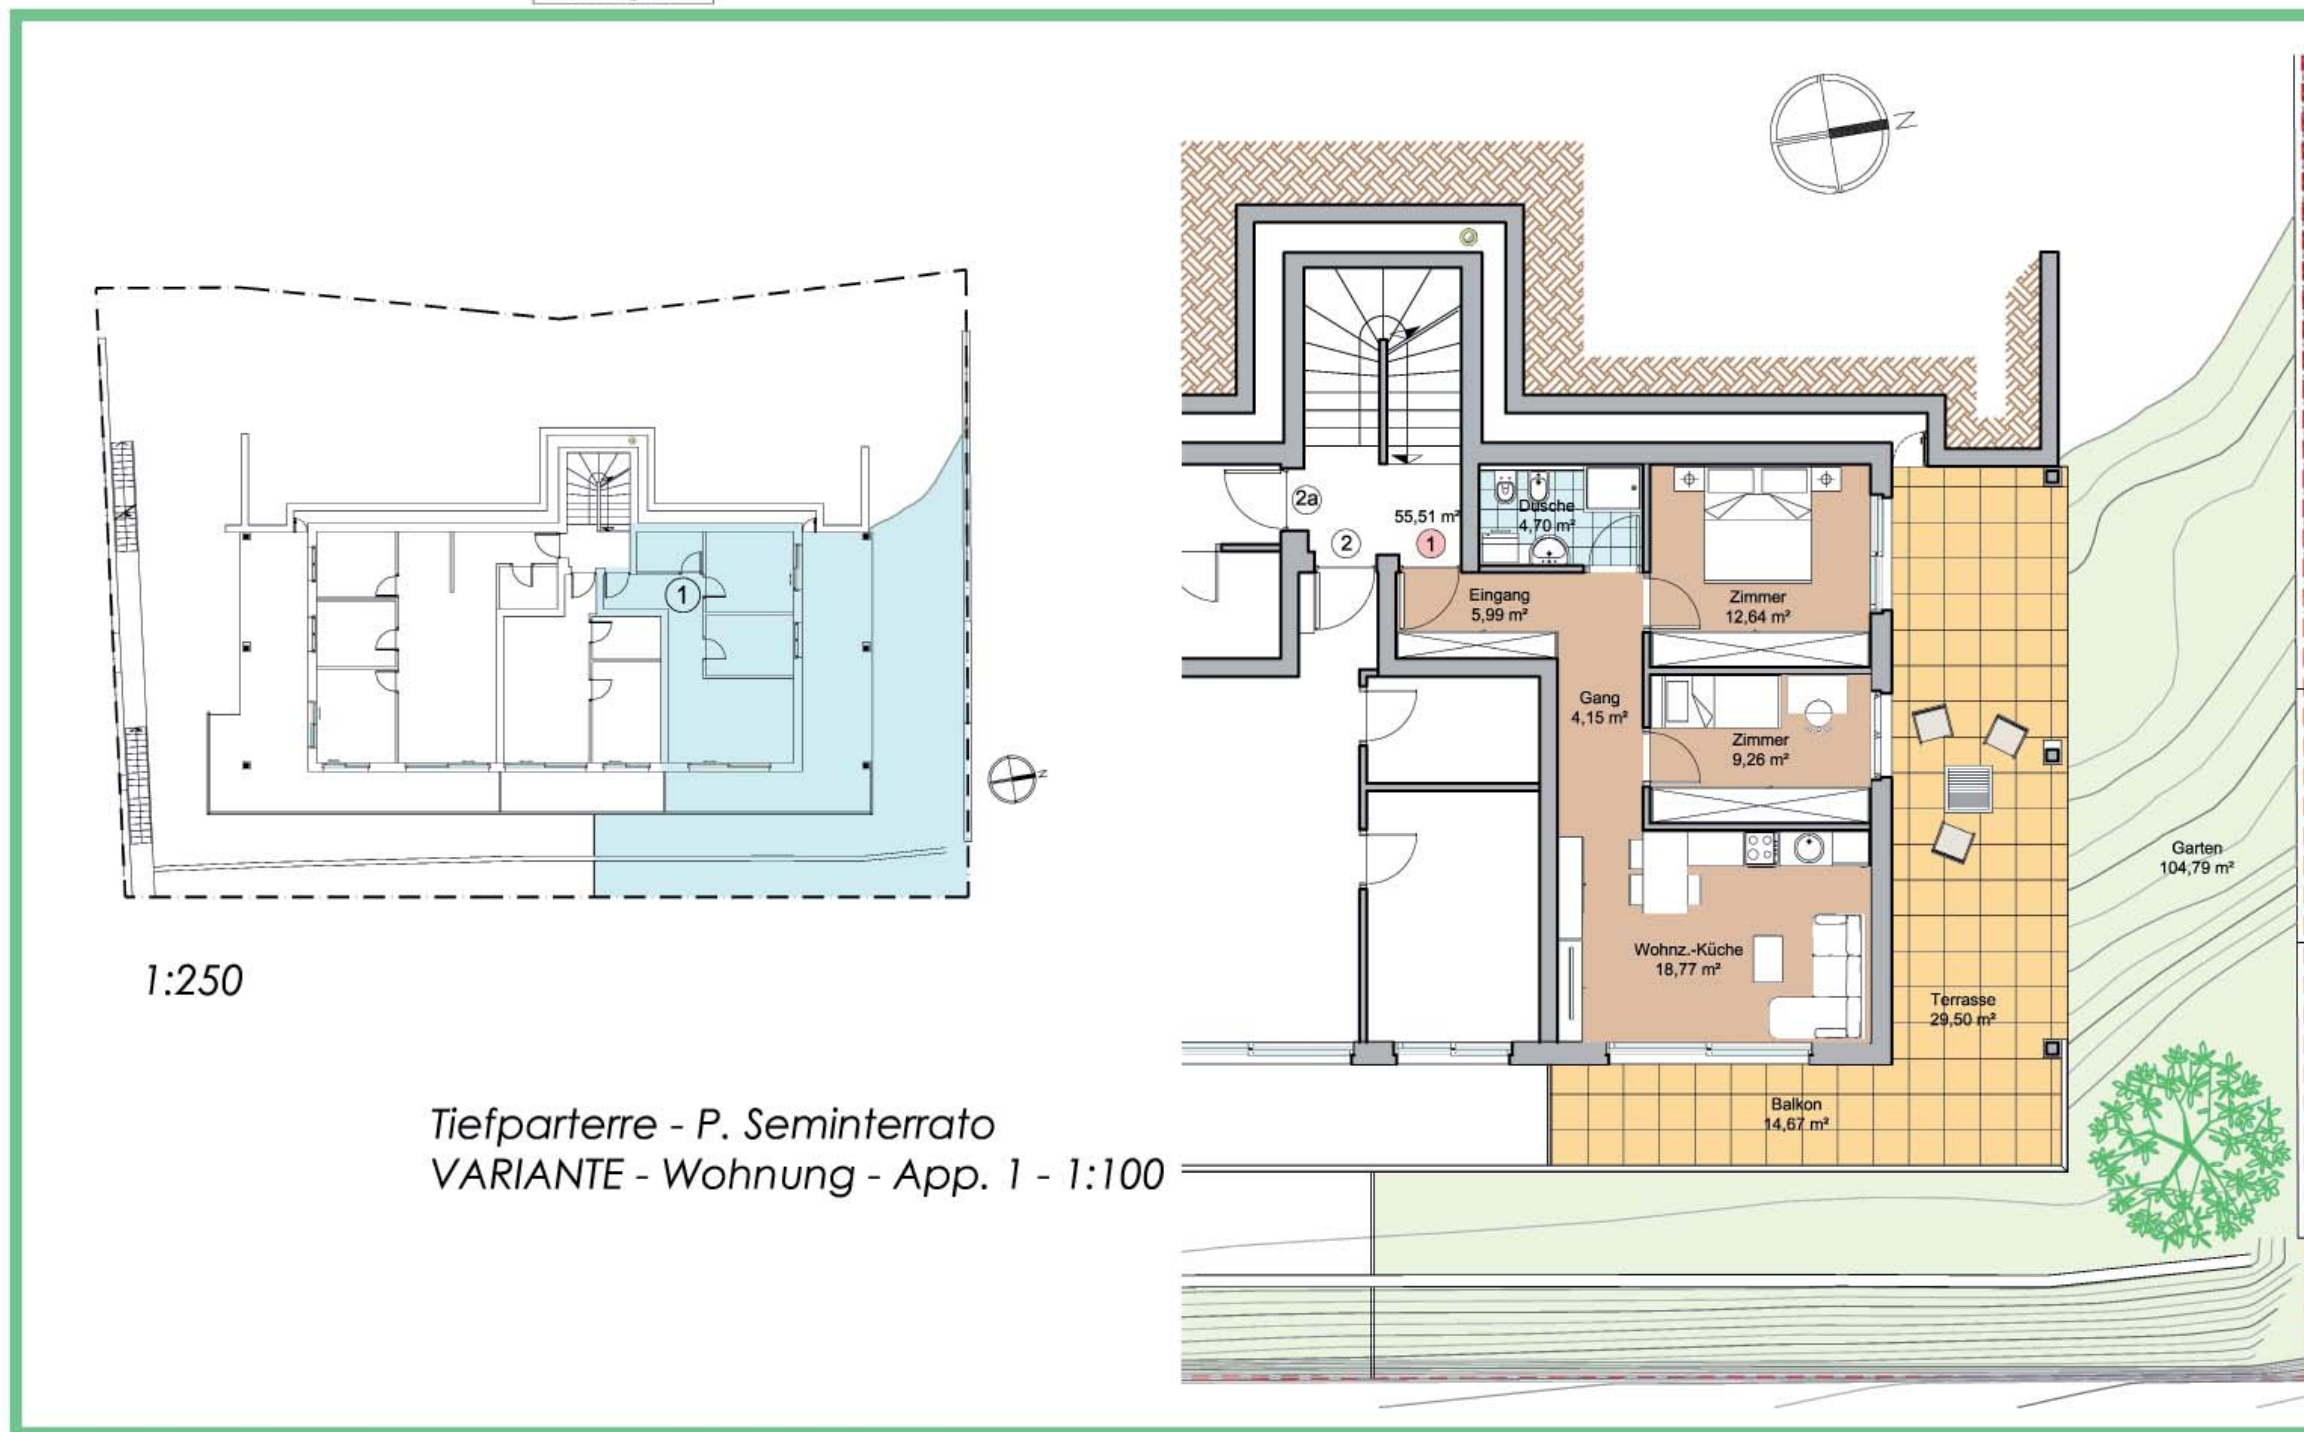 N
2a
55,51 m²
Dusche
4,70 m²
2
1
Eingang
5,99 m²
Zimmer
12,64 m²
1
Gang
4,15 m²
Zimmer
9,26 m²
N
Garten
104,79 m²
Wohnz.-Küche
18,77 m²
1:250
Terrasse
29,50 m²
Balkon
14,67 m²
Tiefparterre - P. Seminterrato
VARIANTE - Wohnung - App. 1 - 1:100